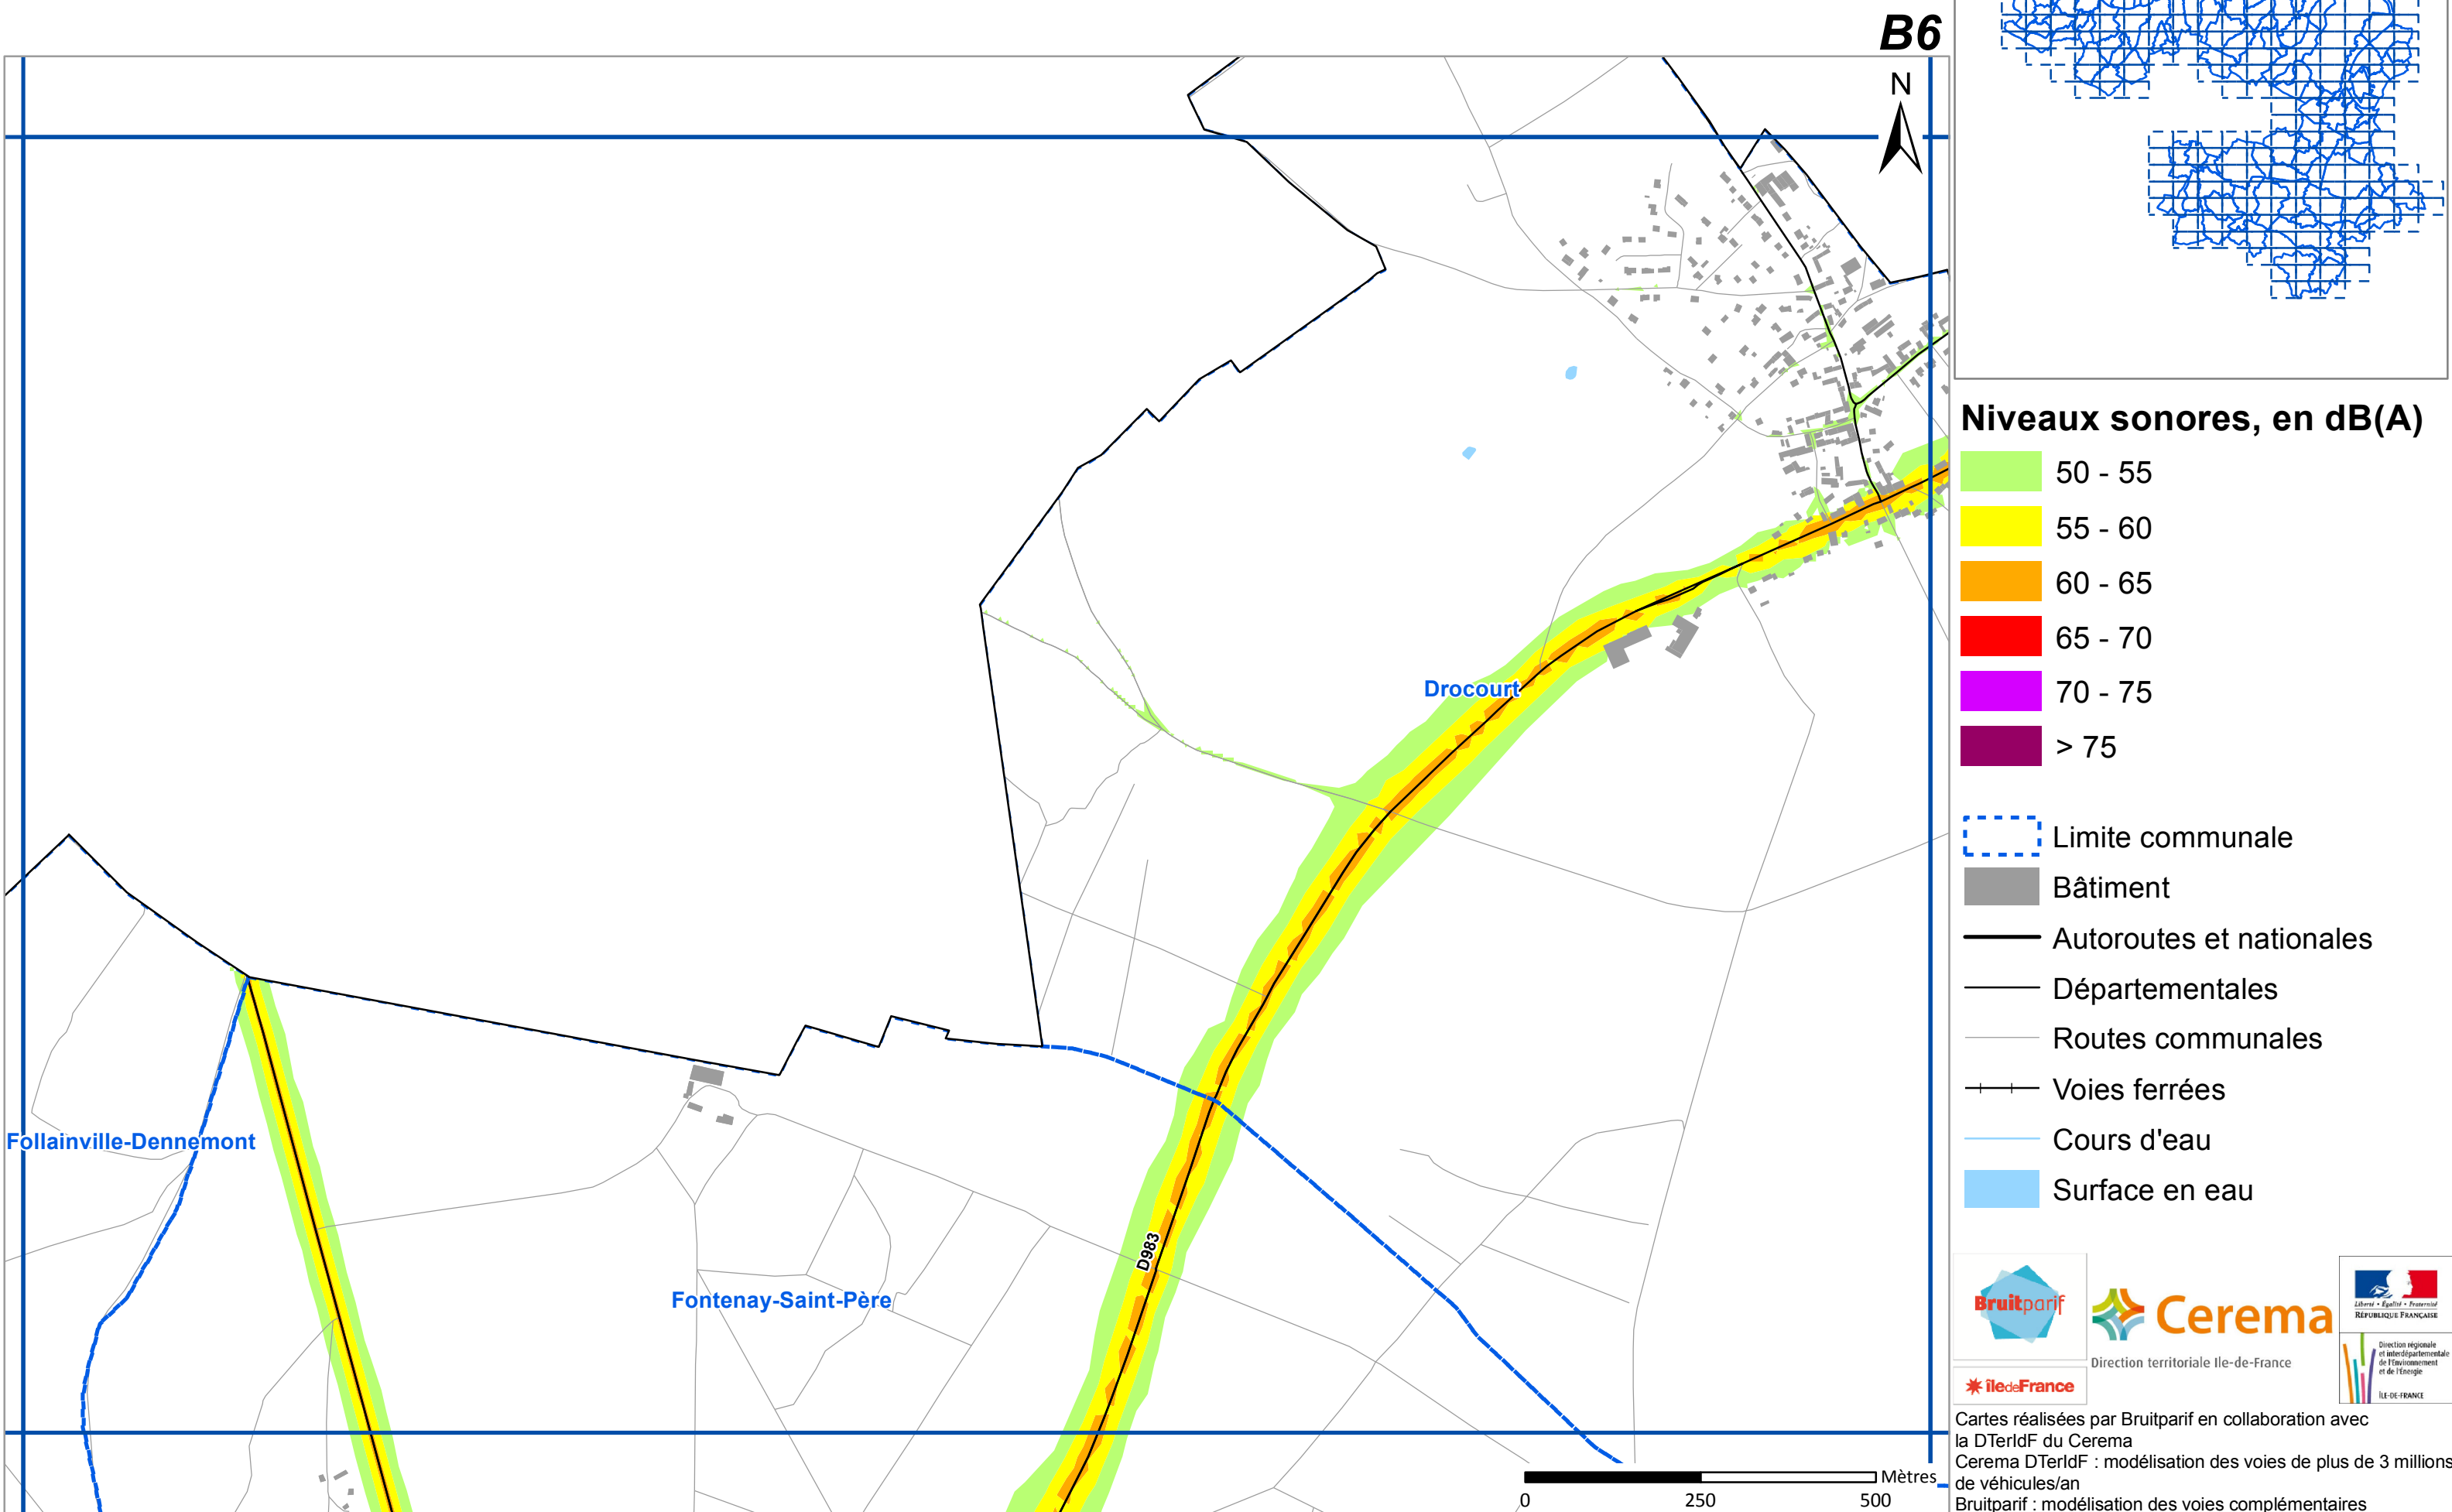 B6
N
Drocourt
Follainville-Dennemont
Fontenay-Saint-Père
D983
Mètres
0 250 500
Niveaux sonores, en dB(A)
50 - 55
55 - 60
60 - 65
65 - 70
70 - 75
> 75
Limite communale
Bâtiment
Autoroutes et nationales
Départementales
Routes communales
Voies ferrées
Cours d'eau
Surface en eau
Bruitparif
Cerema
Direction territoriale Ile-de-France
îledeFrance
Liberté • Égalité • Fraternité
RÉPUBLIQUE FRANÇAISE
Direction régionale
et interdépartementale
de l'Environnement
et de l'Énergie
ÎLE-DE-FRANCE
Cartes réalisées par Bruitparif en collaboration avec
la DTerIdF du Cerema
Cerema DTerIdF : modélisation des voies de plus de 3 millions
de véhicules/an
Bruitparif : modélisation des voies complémentaires